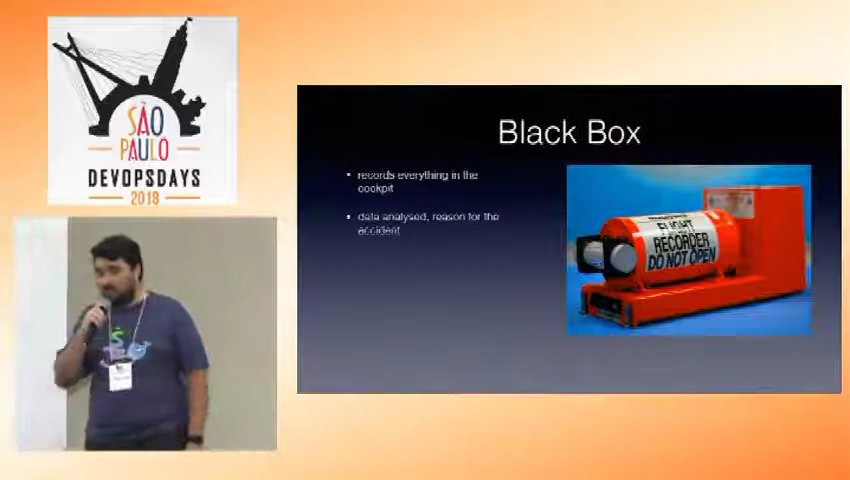 SÃO
PAULO
DEVOPSDAYS
2018
Black Box
• records everything in the
cockpit
• data analysed, reason for the
accident
FLIGHT
RECORDER
DO NOT OPEN